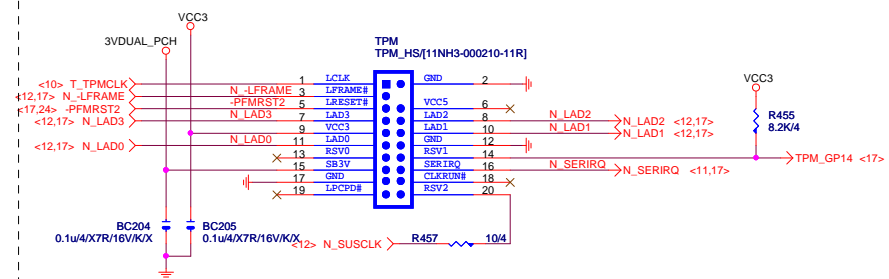 VCC3
3VDUAL_PCH
TPM
TPM_HS/[11NH3-000210-11R]
VCC3
<10> T_TPMCLK 1 LCLK GND 2
<12,17> N_-LFRAME N_-LFRAME 3 LFRAME#
<17,24> -PFMRST2 -PFMRST2 5 LRESET# VCC5 6
<12,17> N_LAD3 N_LAD3 7 LAD3 LAD2 8 N_LAD2 N_LAD2 <12,17>
9 VCC3 LAD1 10 N_LAD1 N_LAD1 <12,17>
<12,17> N_LAD0 N_LAD0 11 LAD0 GND 12
R455
8.2K/4
13 RSV0 RSV1 14 TPM_GP14 <17>
15 SB3V SERIRQ 16 N_SERIRQ N_SERIRQ <11,17>
17 GND CLKRUN# 18
19 LPCPD# RSV2 20
BC204
0.1u/4/X7R/16V/K/X
BC205
0.1u/4/X7R/16V/K/X
<12> N_SUSCLK R457 10/4